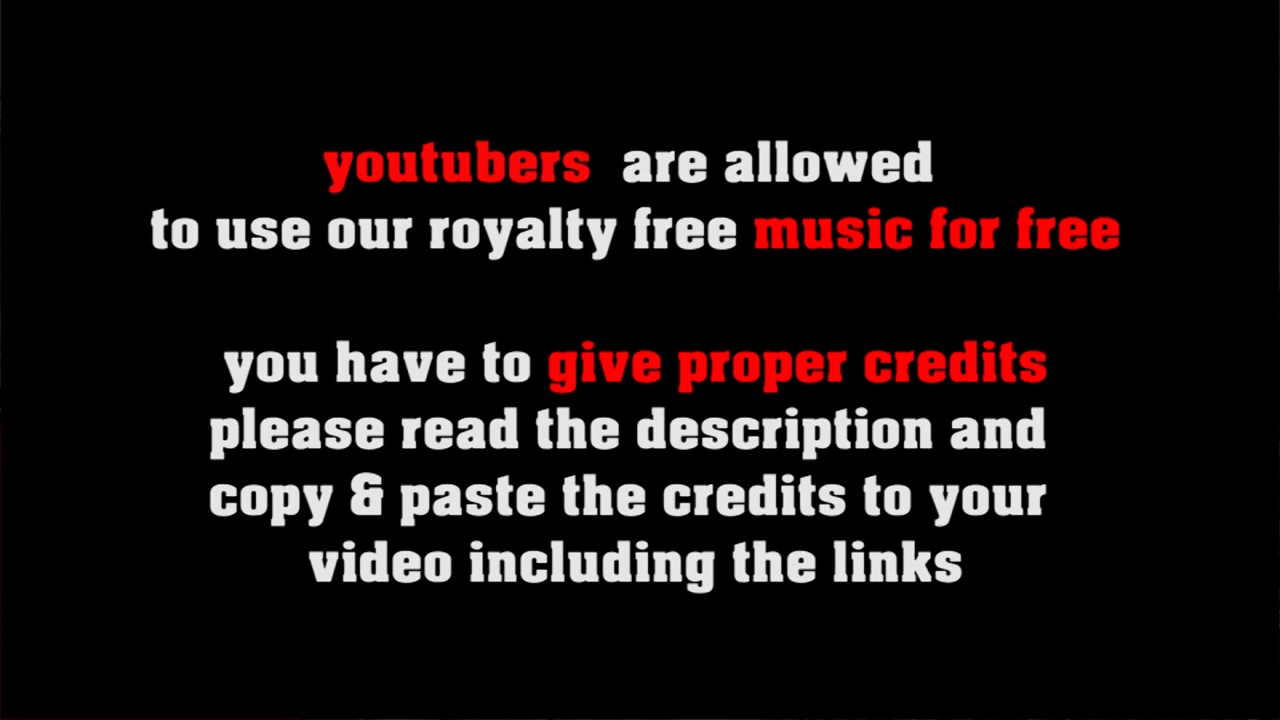 youtubers are allowed
to use our royalty free music for free
you have to give proper credits
please read the description and
copy & paste the credits to your
video including the links